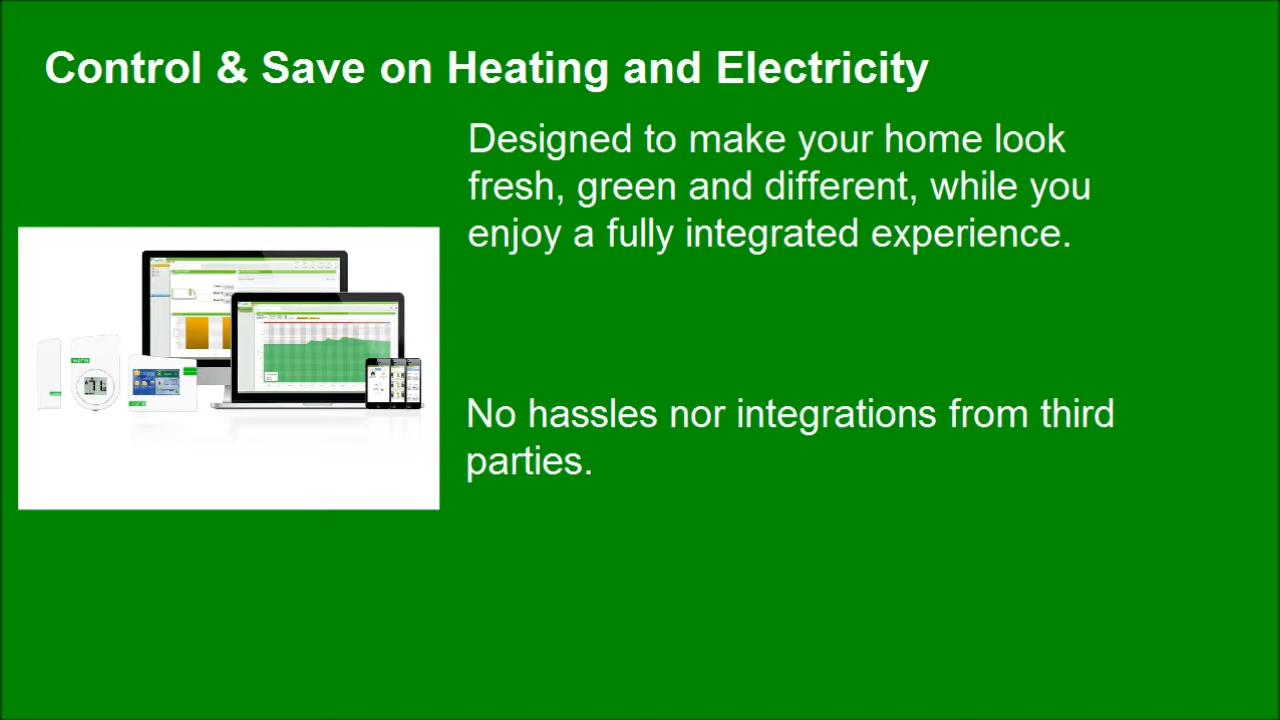 Control & Save on Heating and Electricity
Designed to make your home look
fresh, green and different, while you
enjoy a fully integrated experience.
No hassles nor integrations from third
parties.